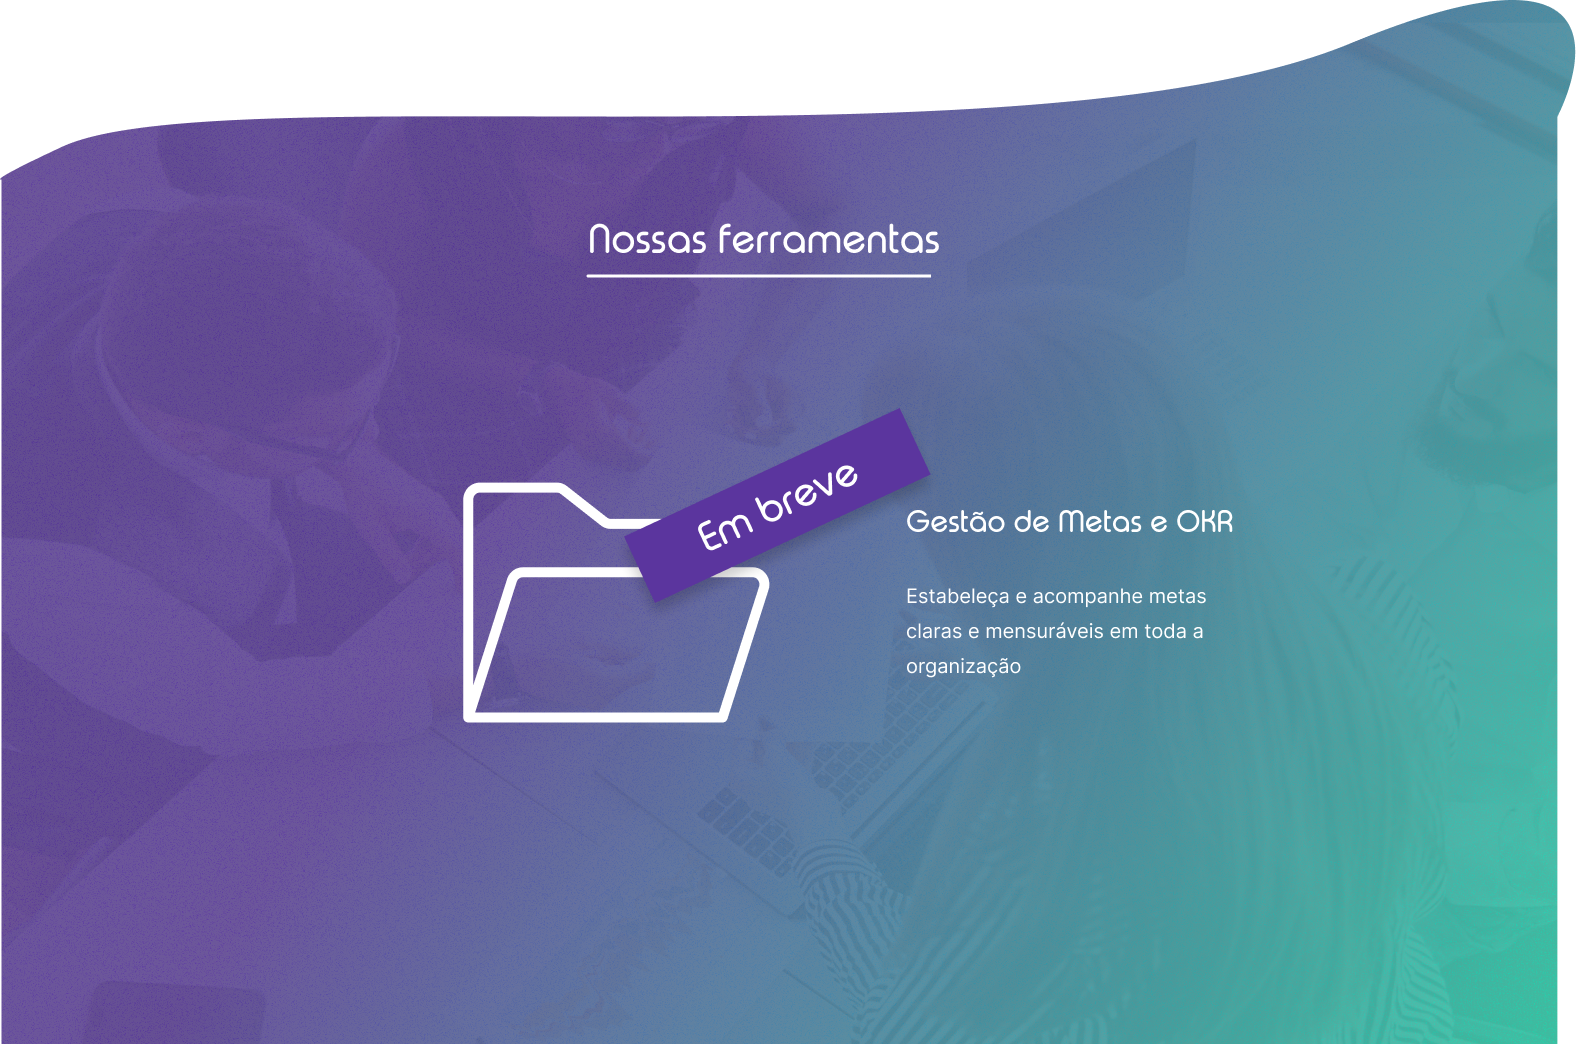 Nossas ferramentas
Em breve
Gestão de Metas e OKR
Estabeleça e acompanhe metas
claras e mensuráveis em toda a
organização